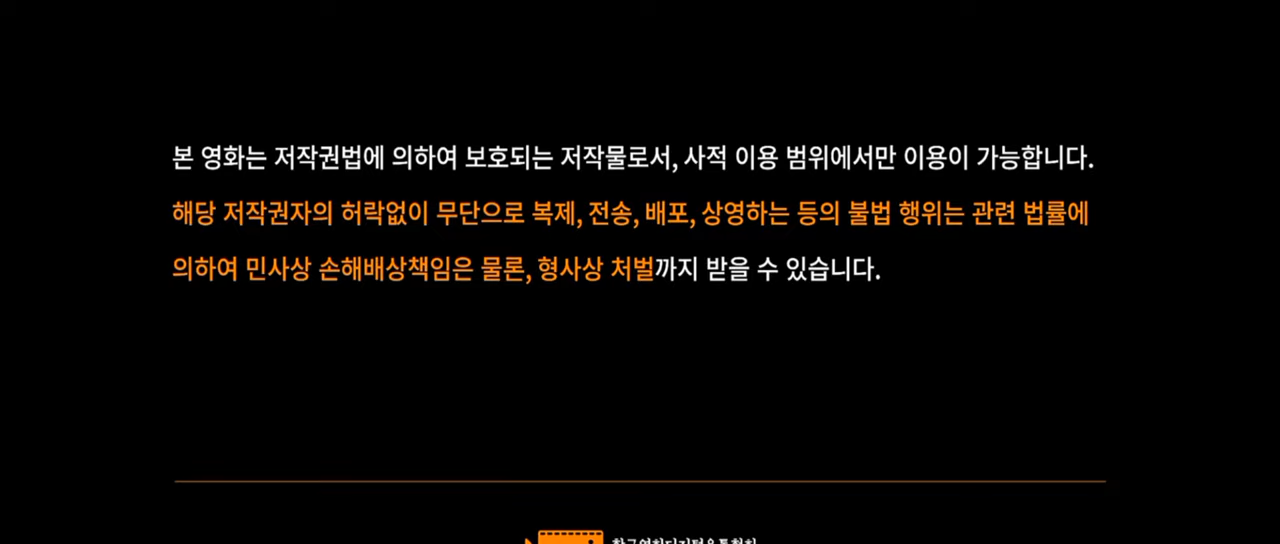 본 영화는 저작권법에 의하여 보호되는 저작물로서, 사적 이용 범위에서만 이용이 가능합니다.
해당 저작권자의 허락없이 무단으로 복제, 전송, 배포, 상영하는 등의 불법 행위는 관련 법률에
의하여 민사상 손해배상책임은 물론, 형사상 처벌까지 받을 수 있습니다.